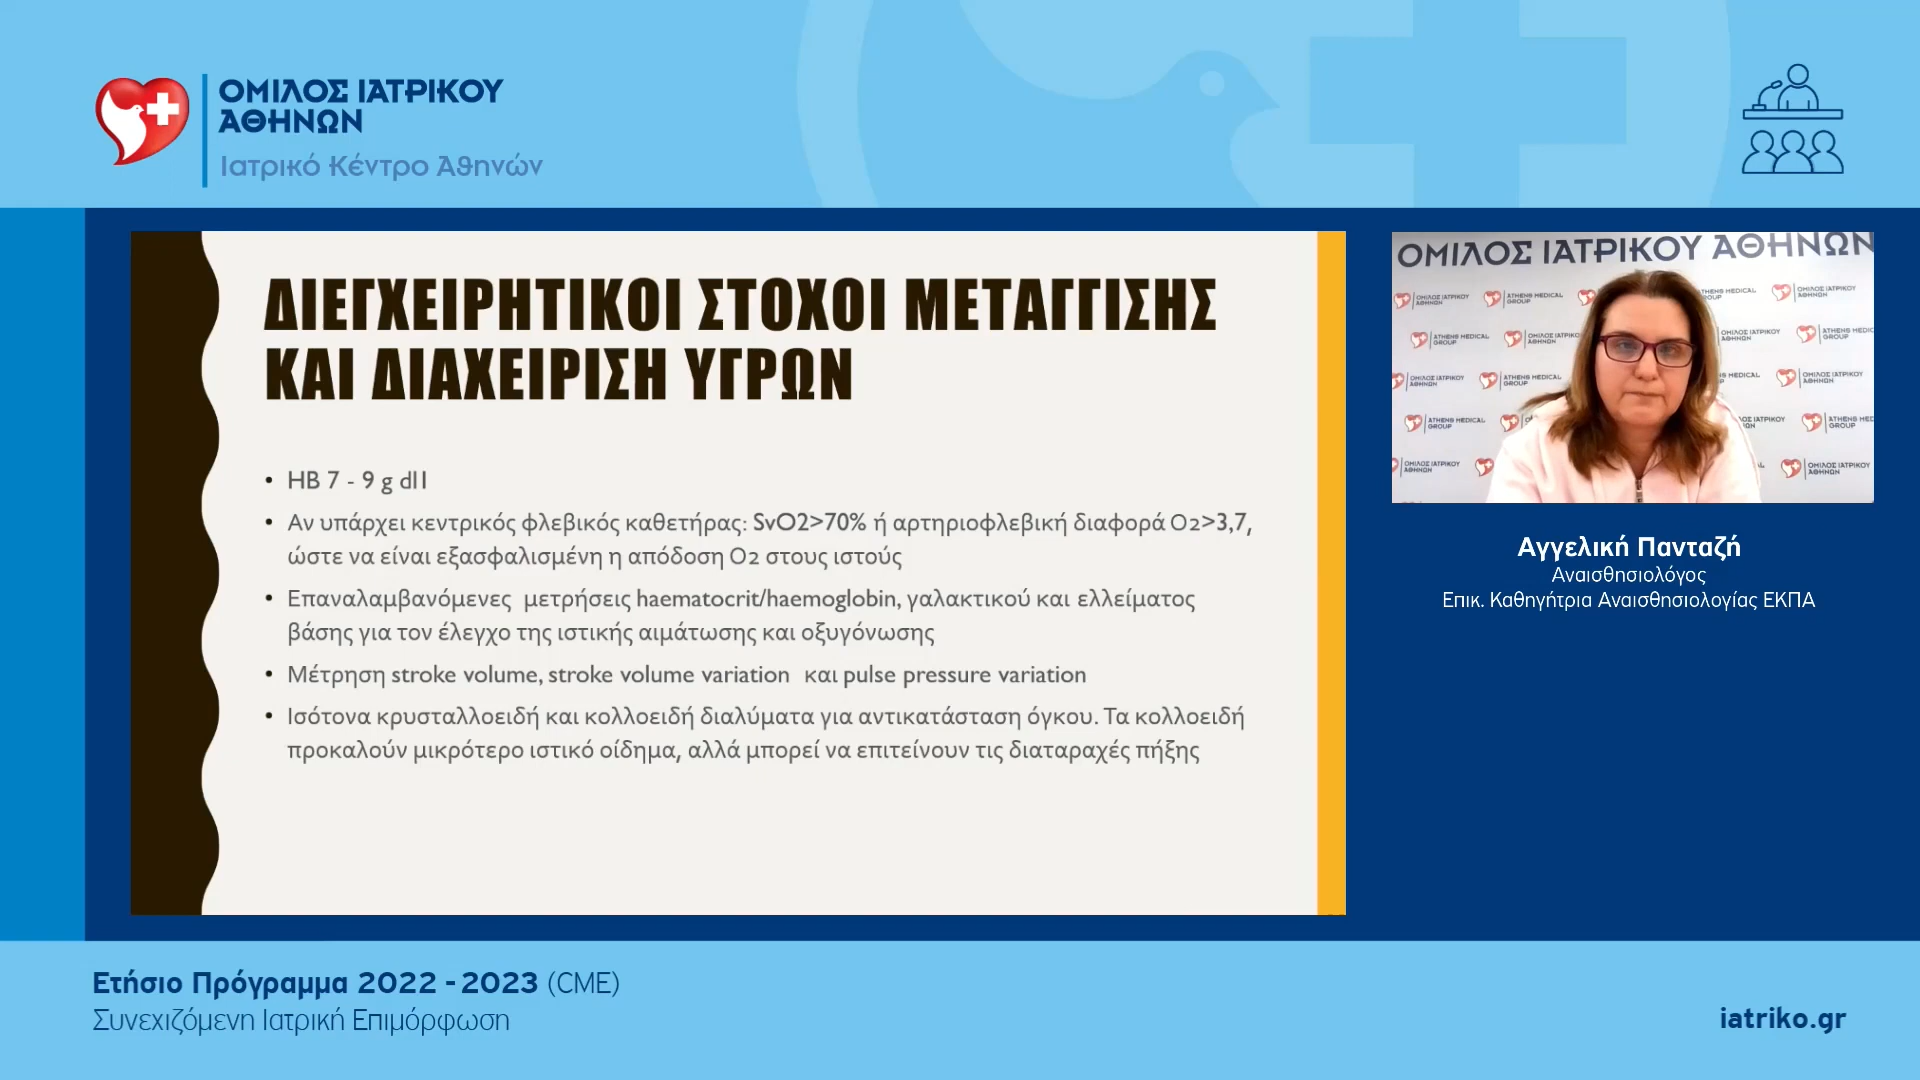 ΟΜΙΛΟΣ ΙΑΤΡΙΚΟΥ
ΑΘΗΝΩΝ
Ιατρικό Κέντρο Αθηνών
ΔΙΕΓΧΕΙΡΗΤΙΚΟΙ ΣΤΟΧΟΙ ΜΕΤΑΓΓΙΣΗΣ
ΚΑΙ ΔΙΑΧΕΙΡΙΣΗ ΥΓΡΩΝ
• HB 7 - 9 g dl1
• Αν υπάρχει κεντρικός φλεβικός καθετήρας: SvO2>70% ή αρτηριοφλεβική διαφορά O2>3,7,
ώστε να είναι εξασφαλισμένη η απόδοση O2 στους ιστούς
• Επαναλαμβανόμενες μετρήσεις haematocrit/haemoglobin, γαλακτικού και ελλείματος
βάσης για τον έλεγχο της ιστικής αιμάτωσης και οξυγόνωσης
• Μέτρηση stroke volume, stroke volume variation και pulse pressure variation
• Ισότονα κρυσταλλοειδή και κολλοειδή διαλύματα για αντικατάσταση όγκου. Τα κολλοειδή
προκαλούν μικρότερο ιστικό οίδημα, αλλά μπορεί να επιτείνουν τις διαταραχές πήξης
ΟΜΙΛΟΣ ΙΑΤΡΙΚΟΥ ΑΘΗΝΩΝ
Αγγελική Πανταζή
Αναισθησιολόγος
Επικ. Καθηγήτρια Αναισθησιολογίας ΕΚΠΑ
Ετήσιο Πρόγραμμα 2022 - 2023 (CME)
Συνεχιζόμενη Ιατρική Επιμόρφωση
iatriko.gr